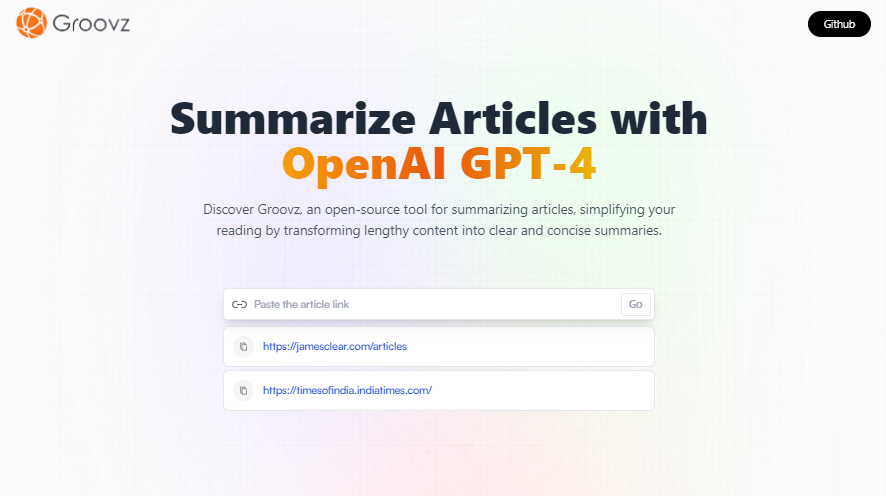 Groovz
Github
Summarize Articles with
OpenAI GPT-4
Discover Groovz, an open-source tool for summarizing articles, simplifying your
reading by transforming lengthy content into clear and concise summaries.
Paste the article link
Go
https://jamesclear.com/articles
https://timesofindia.indiatimes.com/